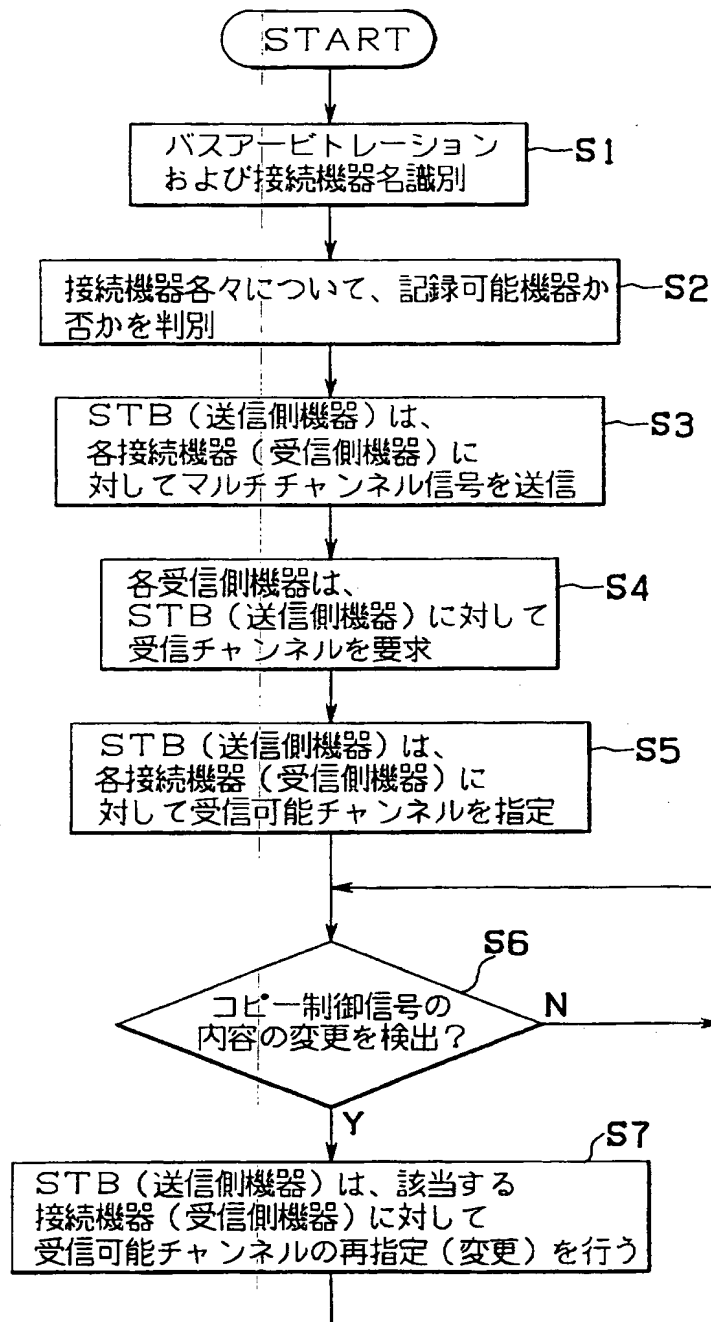 START
バスアービトレーション
および接続機器名識別
S1
接続機器各々について、記録可能機器か
否かを判別
S2
STB（送信側機器）は、
各接続機器（受信側機器）に
対してマルチチャンネル信号を送信
S3
各受信側機器は、
STB（送信側機器）に対して
受信チャンネルを要求
S4
STB（送信側機器）は、
各接続機器（受信側機器）に
対して受信可能チャンネルを指定
S5
S6
コピー制御信号の
内容の変更を検出？
N
Y
S7
STB（送信側機器）は、該当する
接続機器（受信側機器）に対して
受信可能チャンネルの再指定（変更）を行う